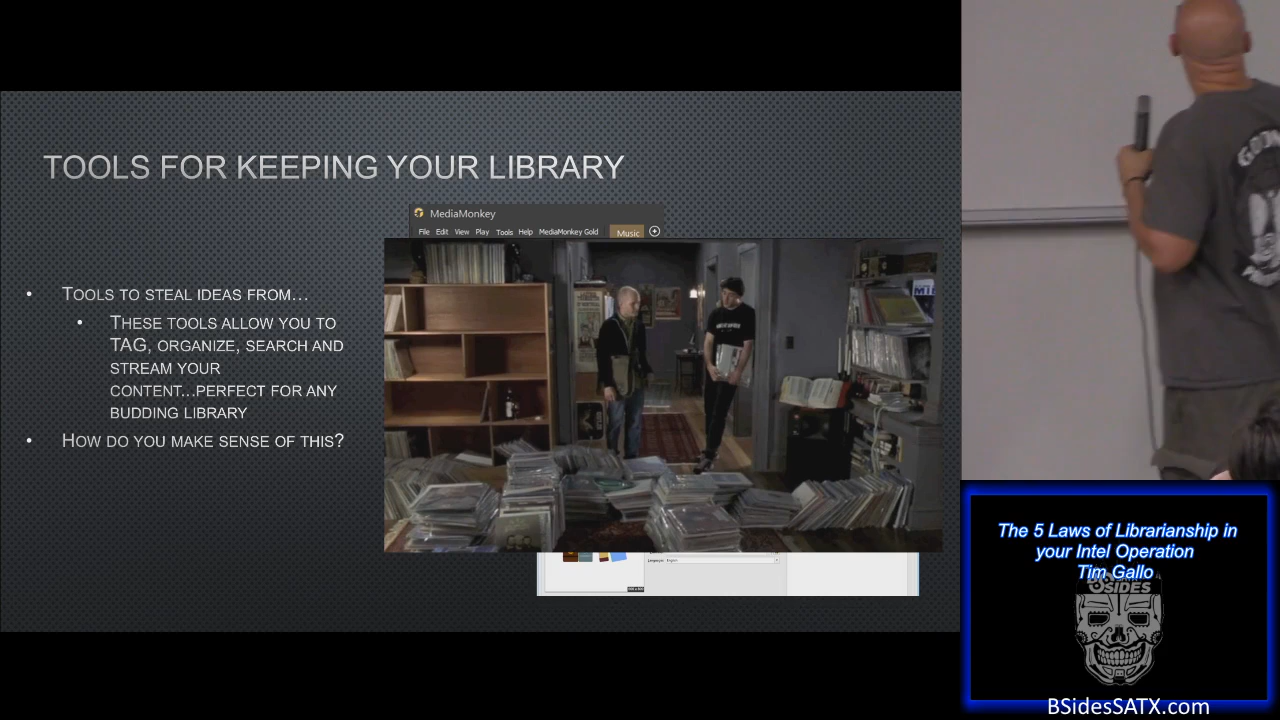 TOOLS FOR KEEPING YOUR LIBRARY
MediaMonkey
File Edit View Play Tools Help MediaMonkey Gold Music
• TOOLS TO STEAL IDEAS FROM…
• THESE TOOLS ALLOW YOU TO
TAG, ORGANIZE, SEARCH AND
STREAM YOUR
CONTENT…PERFECT FOR ANY
BUDDING LIBRARY
• HOW DO YOU MAKE SENSE OF THIS?
The 5 Laws of Librarianship in
your Intel Operation
Tim Gallo
BSIDES
BSidesSATX.com